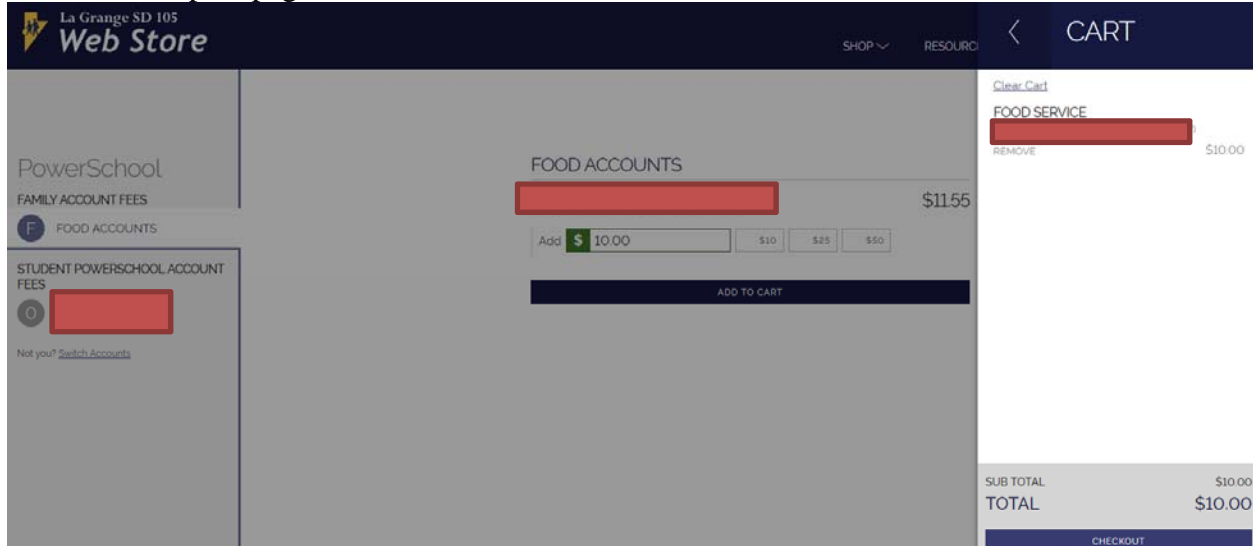 La Grange SD 105
Web Store
SHOP
RESOURC
CART
Clear Cart
FOOD SERVICE
REMOVE $10.00
PowerSchool
FAMILY ACCOUNT FEES
F FOOD ACCOUNTS
STUDENT POWERSCHOOL ACCOUNT
FEES
O
Not you? Switch Accounts
FOOD ACCOUNTS
$11.55
Add $ 10.00 $10 $25 $50
ADD TO CART
SUB TOTAL $10.00
TOTAL $10.00
CHECKOUT